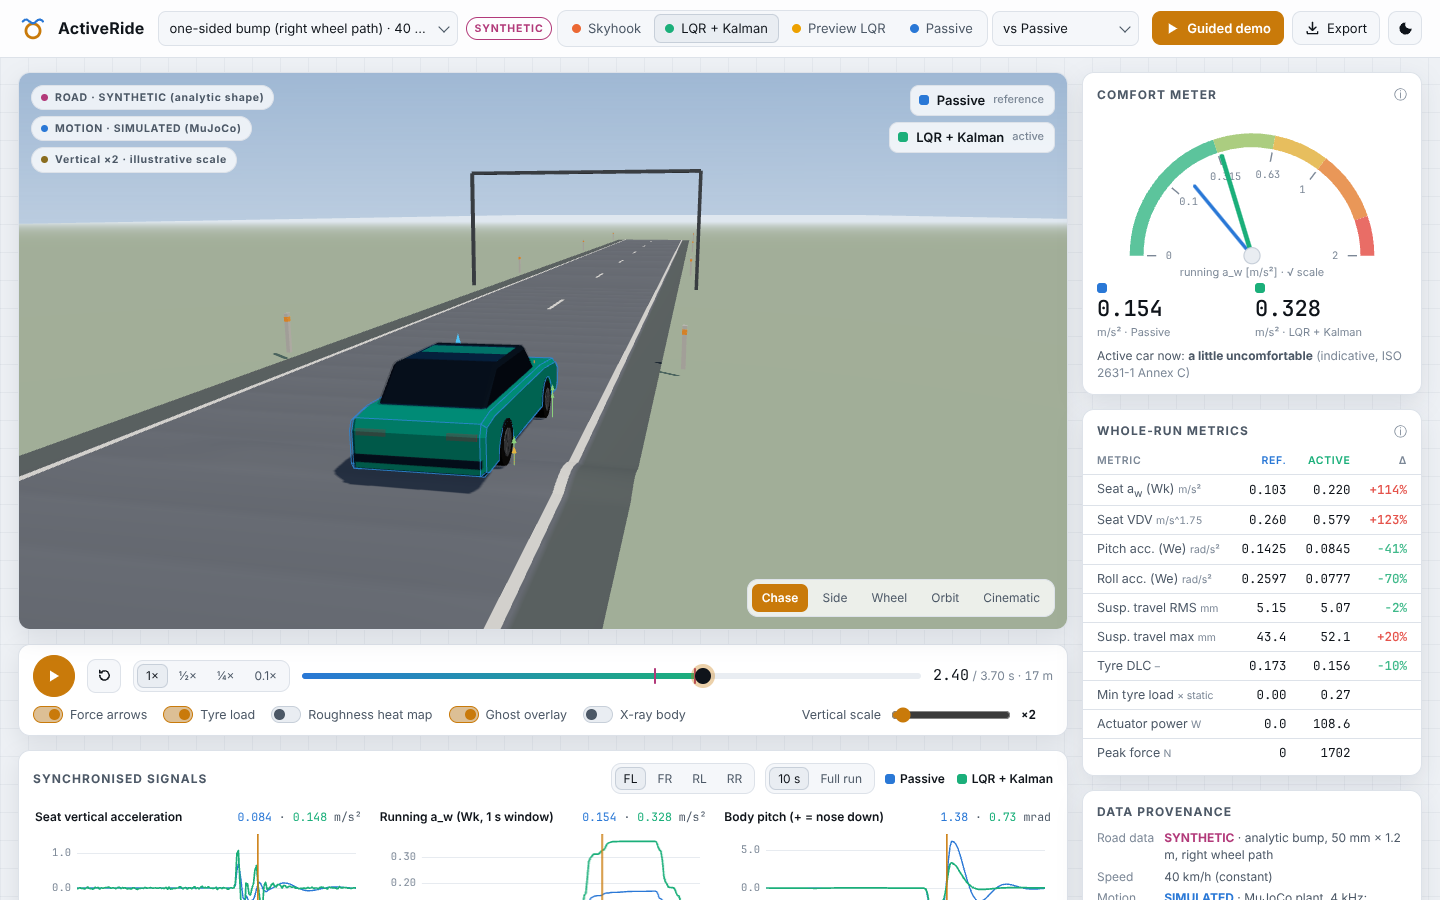 ActiveRide
one-sided bump (right wheel path) · 40 ...
SYNTHETIC
Skyhook
LQR + Kalman
Preview LQR
Passive
vs Passive
Guided demo
Export
ROAD · SYNTHETIC (analytic shape)
MOTION · SIMULATED (MuJoCo)
Vertical ×2 · illustrative scale
Passive reference
LQR + Kalman active
Chase
Side
Wheel
Orbit
Cinematic
COMFORT METER
0
0.1
0.315
0.63
1
2
running a_w [m/s²] · √ scale
0.154
m/s² · Passive
0.328
m/s² · LQR + Kalman
Active car now: a little uncomfortable (indicative, ISO
2631-1 Annex C)
WHOLE-RUN METRICS
METRIC REF. ACTIVE Δ
Seat aw (Wk) m/s² 0.103 0.220 +114%
Seat VDV m/s^1.75 0.260 0.579 +123%
Pitch acc. (We) rad/s² 0.1425 0.0845 -41%
Roll acc. (We) rad/s² 0.2597 0.0777 -70%
Susp. travel RMS mm 5.15 5.07 -2%
Susp. travel max mm 43.4 52.1 +20%
Tyre DLC – 0.173 0.156 -10%
Min tyre load × static 0.00 0.27
Actuator power W 0.0 108.6
Peak force N 0 1702
DATA PROVENANCE
Road data SYNTHETIC · analytic bump, 50 mm × 1.2
m, right wheel path
Speed 40 km/h (constant)
Motion SIMULATED · MuJoCo plant, 4 kHz;
1× ½× ¼× 0.1×
2.40 / 3.70 s · 17 m
Force arrows
Tyre load
Roughness heat map
Ghost overlay
X-ray body
Vertical scale
×2
SYNCHRONISED SIGNALS
FL FR RL RR
10 s Full run
Passive
LQR + Kalman
Seat vertical acceleration 0.084 · 0.148 m/s²
1.0
0.0
Running a_w (Wk, 1 s window) 0.154 · 0.328 m/s²
0.30
0.20
Body pitch (+ = nose down) 1.38 · 0.73 mrad
5.0
0.0